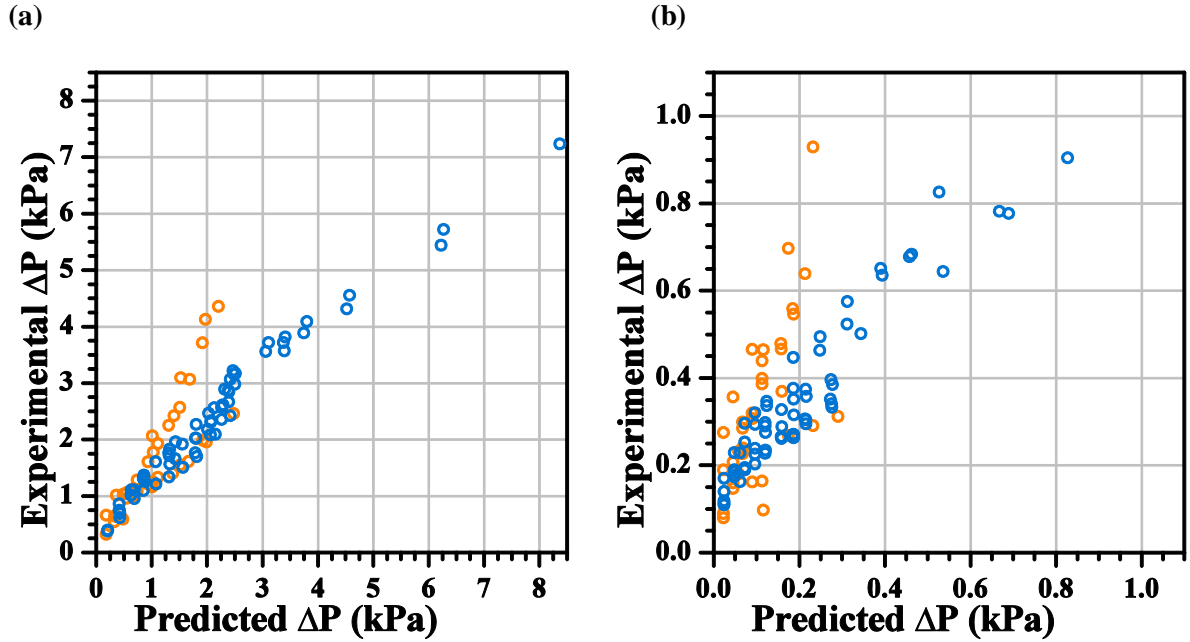 (a)
(b)
Experimental ΔP (kPa)
8
7
6
5
4
3
2
1
0
0 1 2 3 4 5 6 7 8
Predicted ΔP (kPa)
Experimental ΔP (kPa)
1.0
0.8
0.6
0.4
0.2
0
0.0 0.2 0.4 0.6 0.8 1.0
Predicted ΔP (kPa)